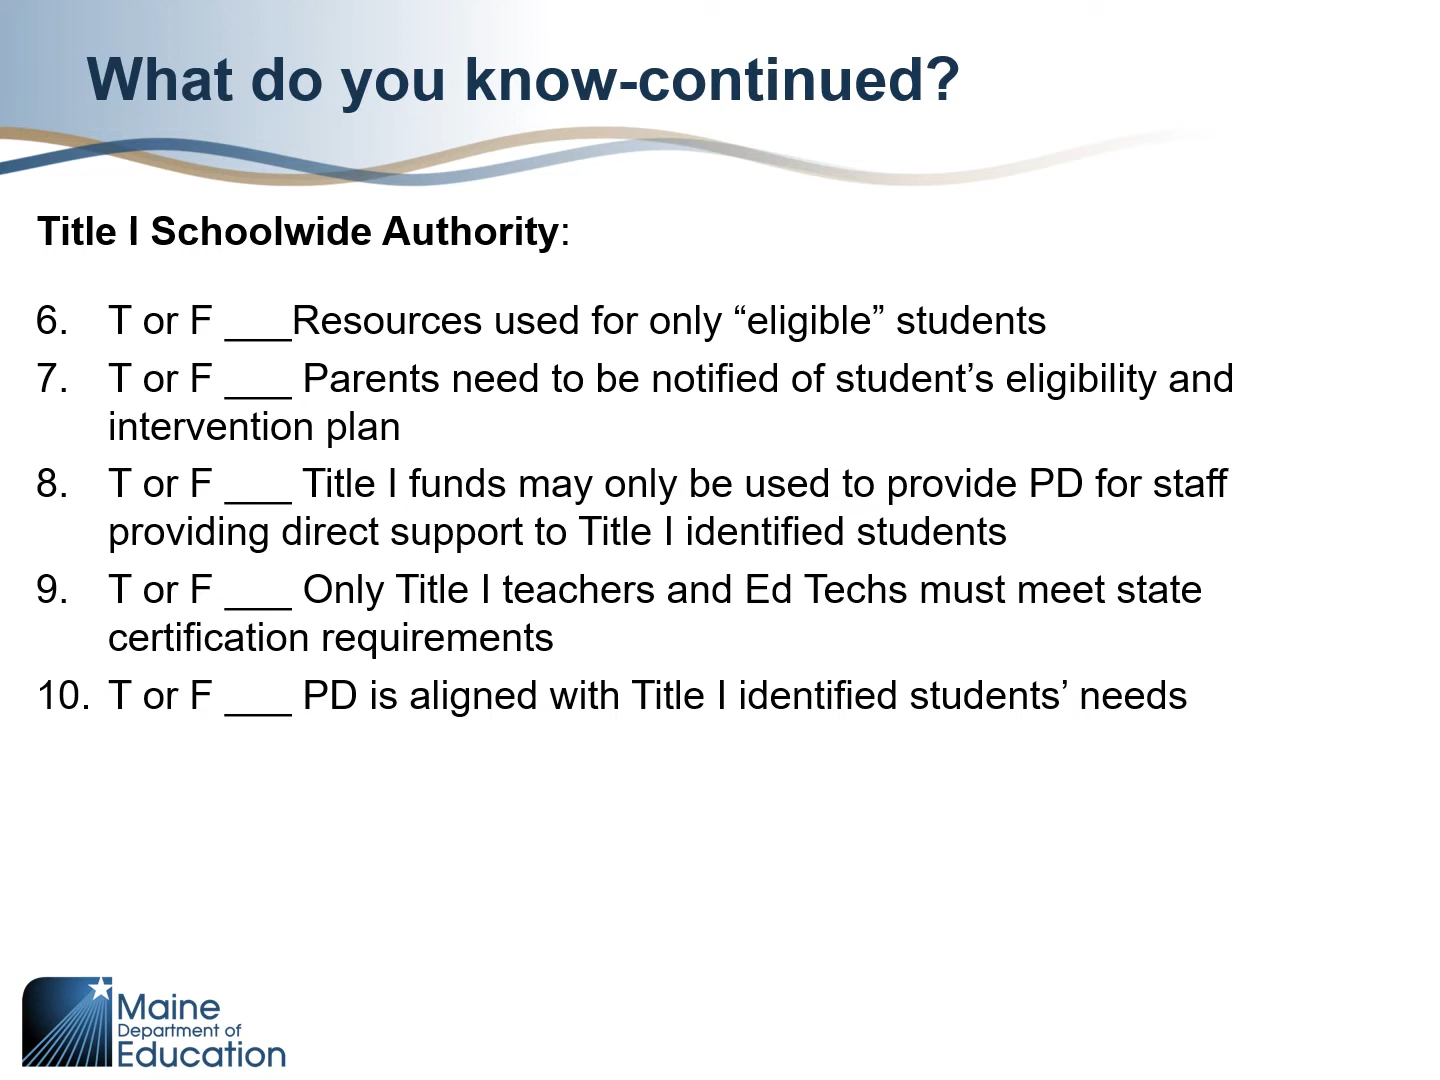 What do you know-continued?
Title I Schoolwide Authority:
6. T or F ___Resources used for only “eligible” students
7. T or F ___ Parents need to be notified of student’s eligibility and
intervention plan
8. T or F ___ Title I funds may only be used to provide PD for staff
providing direct support to Title I identified students
9. T or F ___ Only Title I teachers and Ed Techs must meet state
certification requirements
10. T or F ___ PD is aligned with Title I identified students’ needs
Maine
Department of
Education